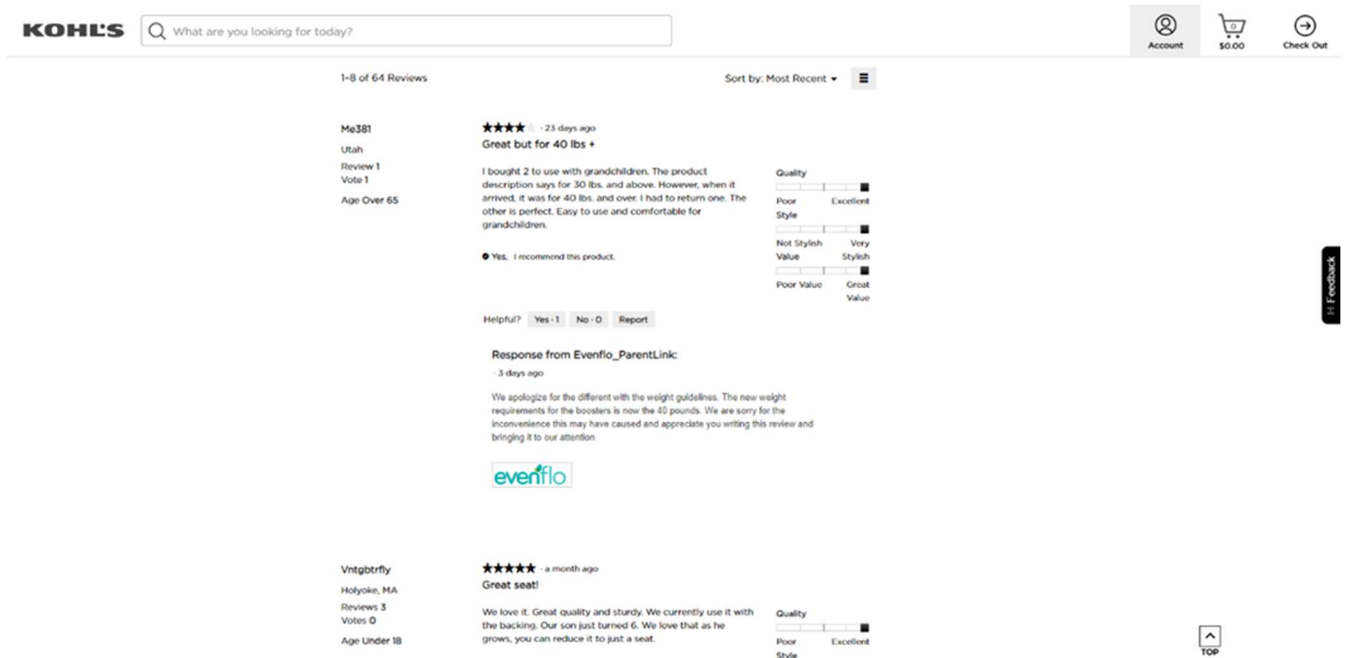 KOHL'S
What are you looking for today?
Account
0
$0.00
Check Out
1-8 of 64 Reviews
Sort by: Most Recent
Me381
Utah
Review 1
Vote 1
Age Over 65
· 23 days ago
Great but for 40 lbs +
I bought 2 to use with grandchildren. The product
description says for 30 lbs. and above. However, when it
arrived, it was for 40 lbs. and over. I had to return one. The
other is perfect. Easy to use and comfortable for
grandchildren.
Yes, I recommend this product.
Quality
Poor Excellent
Style
Not Stylish Very Stylish
Value
Poor Value Great Value
Helpful? Yes · 1 No · 0 Report
Response from Evenflo_ParentLink:
· 3 days ago
We apologize for the different with the weight guidelines. The new weight
requirements for the boosters is now the 40 pounds. We are sorry for the
inconvenience this may have caused and appreciate you writing this review and
bringing it to our attention.
evenflo
Vntgbtrfly
Holyoke, MA
Reviews 3
Votes 0
Age Under 18
· a month ago
Great seat!
We love it. Great quality and sturdy. We currently use it with
the backing. Our son just turned 6. We love that as he
grows, you can reduce it to just a seat.
Quality
Poor Excellent
Style
Feedback
TOP